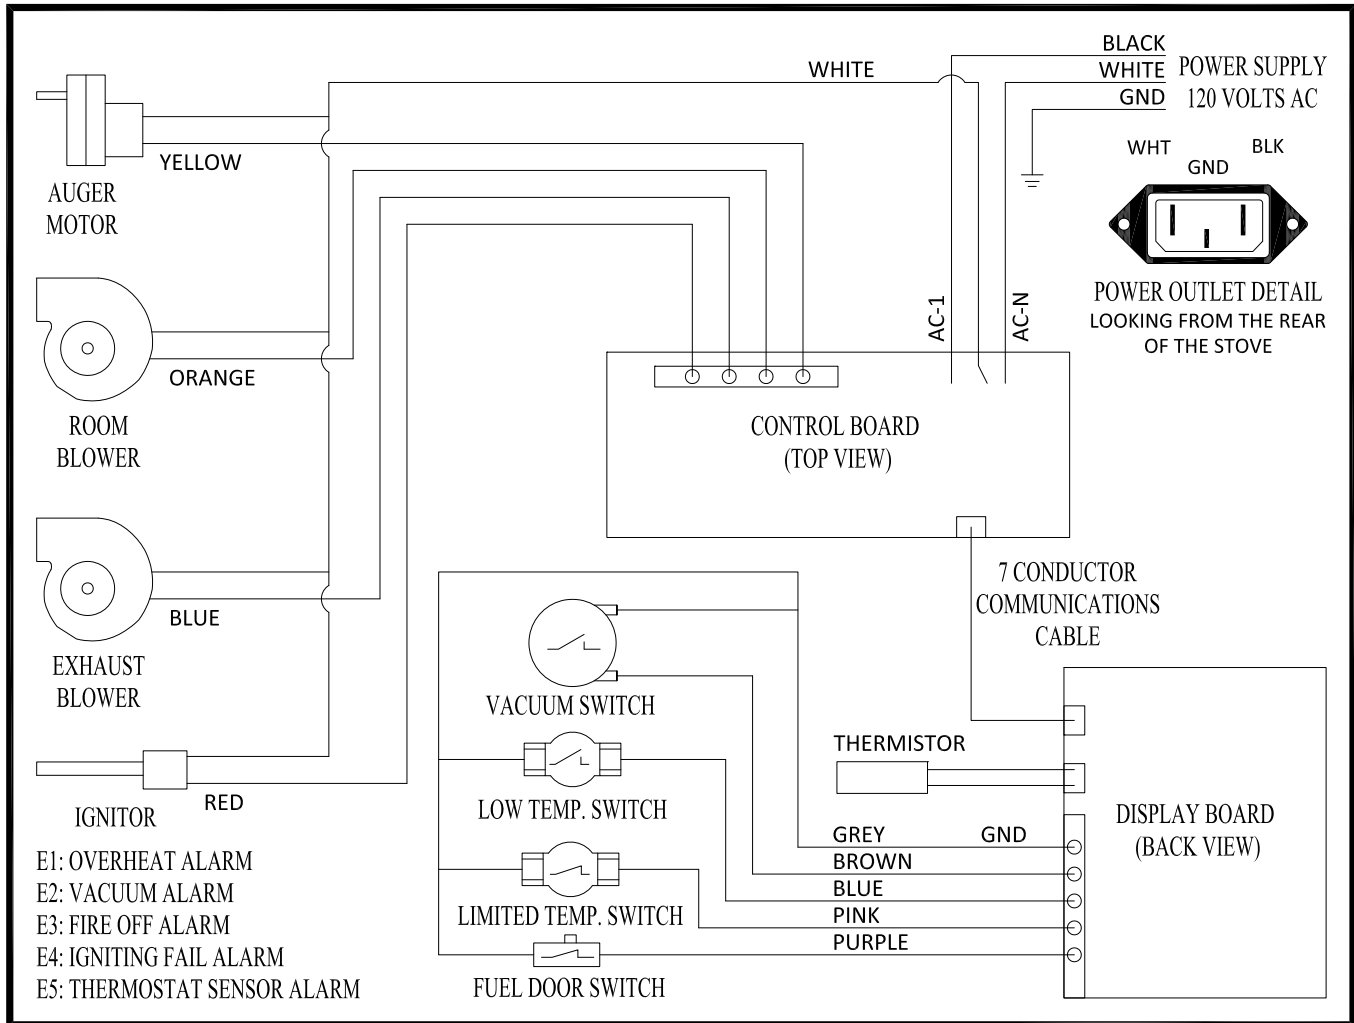 BLACK
WHITE
WHITE
POWER SUPPLY
GND
120 VOLTS AC
WHT
BLK
GND
YELLOW
AUGER
MOTOR
POWER OUTLET DETAIL
LOOKING FROM THE REAR
OF THE STOVE
AC-1
AC-N
ORANGE
ROOM
BLOWER
CONTROL BOARD
(TOP VIEW)
BLUE
EXHAUST
BLOWER
7 CONDUCTOR
COMMUNICATIONS
CABLE
VACUUM SWITCH
THERMISTOR
RED
IGNITOR
LOW TEMP. SWITCH
DISPLAY BOARD
(BACK VIEW)
GREY
GND
BROWN
BLUE
PINK
PURPLE
LIMITED TEMP. SWITCH
FUEL DOOR SWITCH
E1: OVERHEAT ALARM
E2: VACUUM ALARM
E3: FIRE OFF ALARM
E4: IGNITING FAIL ALARM
E5: THERMOSTAT SENSOR ALARM